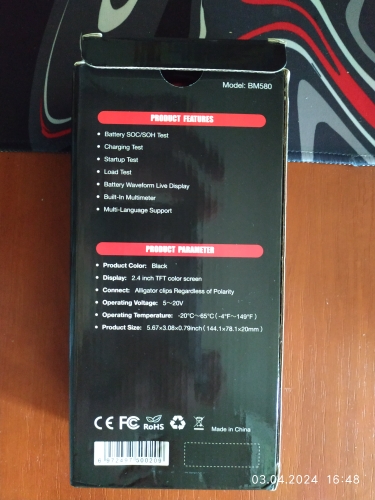 Model: BM580
PRODUCT FEATURES
• Battery SOC/SOH Test
• Charging Test
• Startup Test
• Load Test
• Battery Waveform Live Display
• Built-In Multimeter
• Multi-Language Support
PRODUCT PARAMETER
• Product Color: Black
• Display: 2.4 inch TFT color screen
• Connect: Alligator clips Regardless of Polarity
• Operating Voltage: 5~20V
• Operating Temperature: -20°C~65°C(-4°F~149°F)
• Product Size: 5.67×3.08×0.79inch(144.1×78.1×20mm)
CE FC RoHS Made in China
03.04.2024 16:48